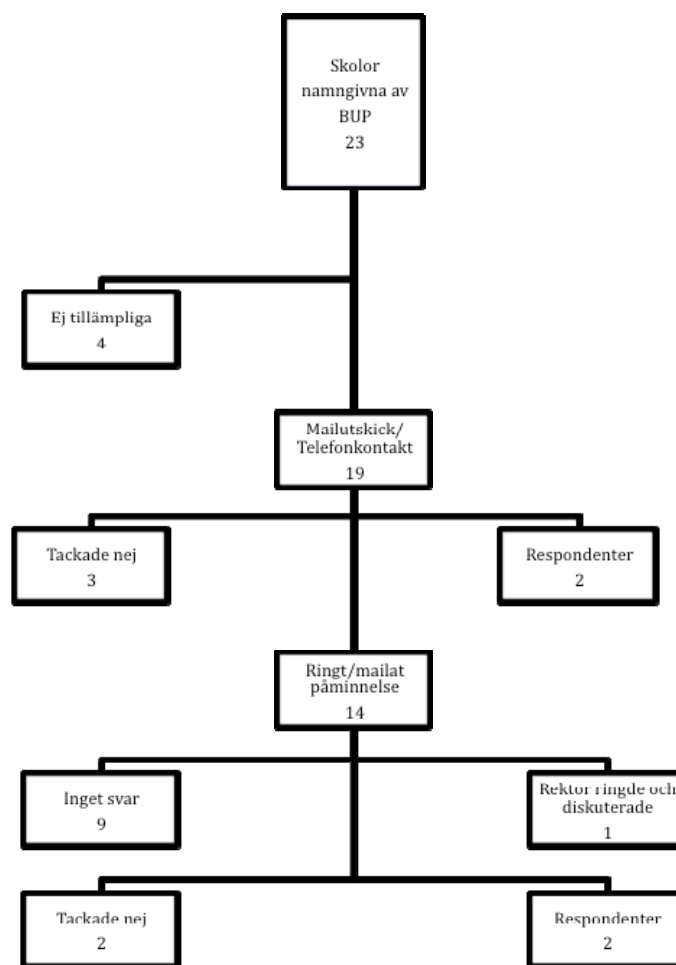 Skolor
namngivna av
BUP
23
Ej tillämpliga
4
Mailutskick/
Telefonkontakt
19
Tackade nej
3
Respondenter
2
Ringt/mailat
påminnelse
14
Inget svar
9
Rektor ringde och
diskuterade
1
Tackade nej
2
Respondenter
2